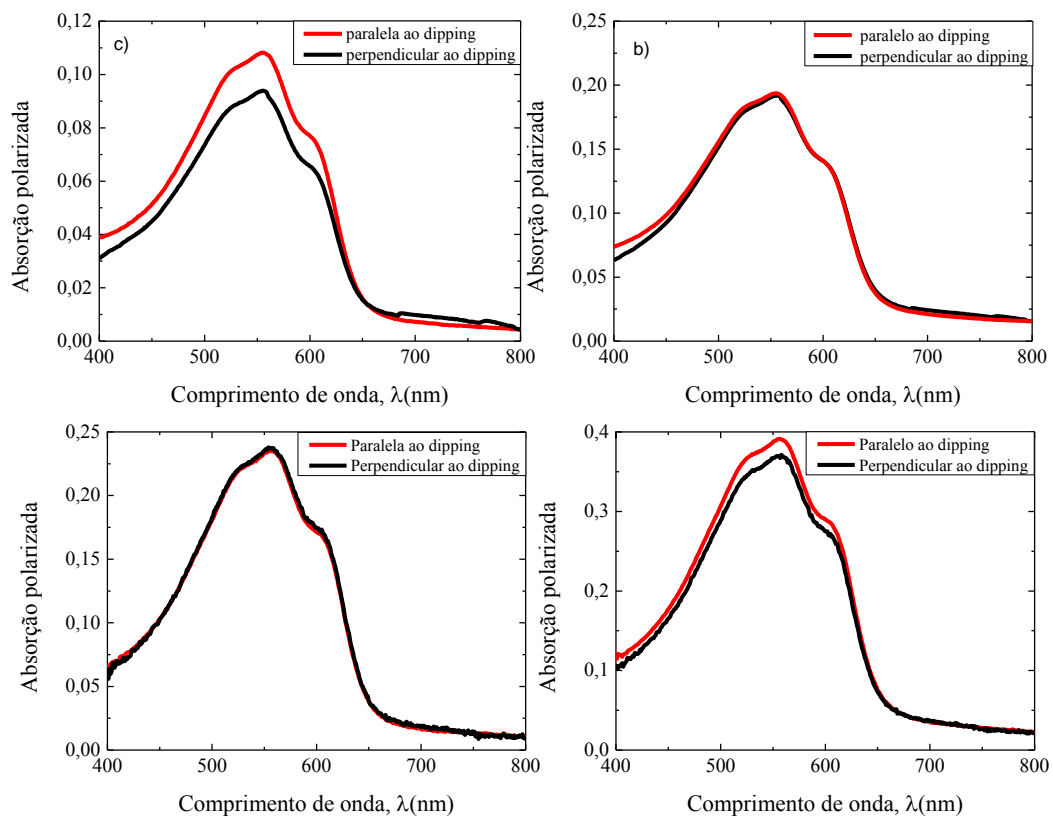 c)
paralela ao dipping
perpendicular ao dipping
0,12
0,10
0,08
0,06
0,04
0,02
0,00
400 500 600 700 800
Absorção polarizada
Comprimento de onda, λ(nm)
b)
paralelo ao dipping
perpendicular ao dipping
0,25
0,20
0,15
0,10
0,05
0,00
400 500 600 700 800
Absorção polarizada
Comprimento de onda, λ(nm)
Paralela ao dipping
Perpendicular ao dipping
0,25
0,20
0,15
0,10
0,05
0,00
400 500 600 700 800
Absorção polarizada
Comprimento de onda, λ(nm)
Paralelo ao dipping
Perpendicular ao dipping
0,4
0,3
0,2
0,1
0,0
400 500 600 700 800
Absorção polarizada
Comprimento de onda, λ(nm)